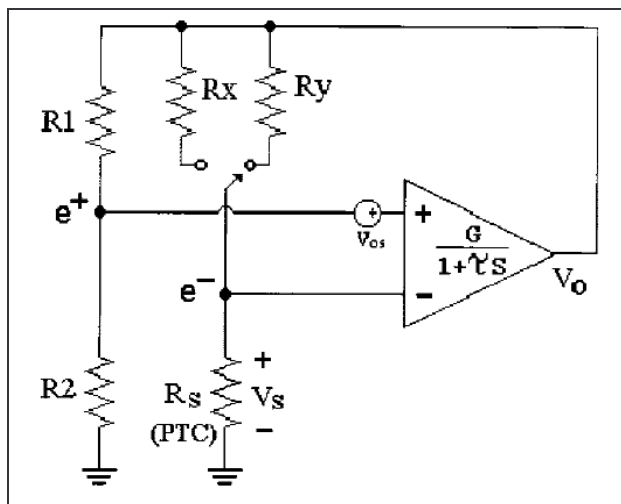 R1
Rx
Ry
e+
Vos
+
G
1+τS
Vo
e-
-
R2
Rs
(PTC)
+
Vs
-